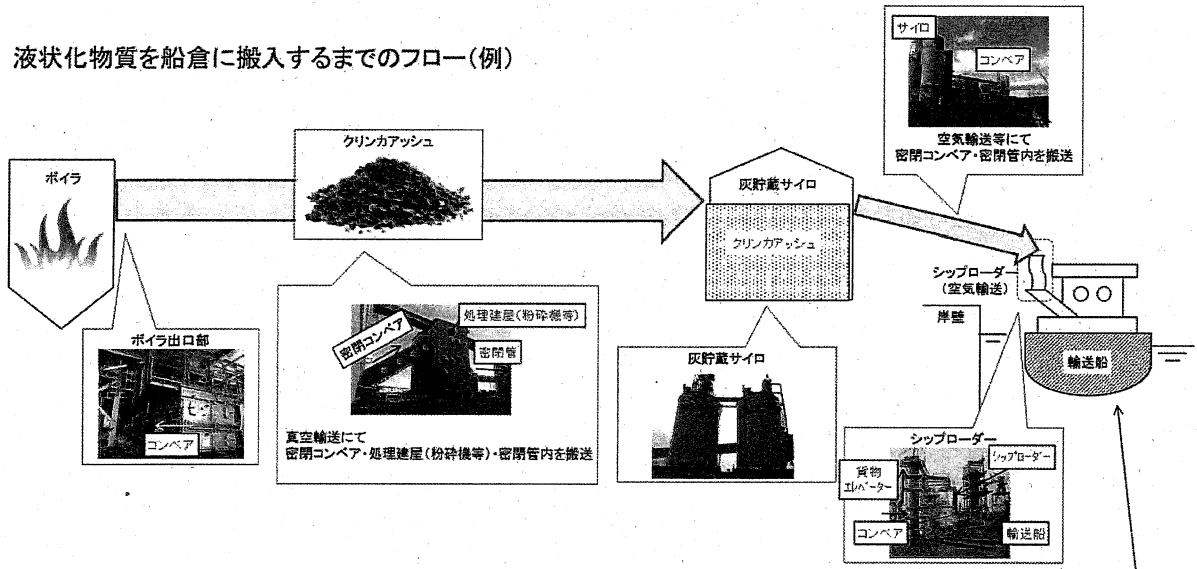 液状化物質を船倉に搬入するまでのフロー(例)
サイロ
コンベア
空気輸送等にて
密閉コンベア・密閉管内を搬送
ボイラ
クリンカアッシュ
灰貯蔵サイロ
クリンカアッシュ
シップローダー
(空気輸送)
岸壁
輸送船
ボイラ出口部
コンベア
密閉コンベア
処理建屋(粉砕機等)
密閉管
真空輸送にて
密閉コンベア・処理建屋(粉砕機等)・密閉管内を搬送
灰貯蔵サイロ
シップローダー
貨物
エレベーター
シップローダー
コンベア
輸送船